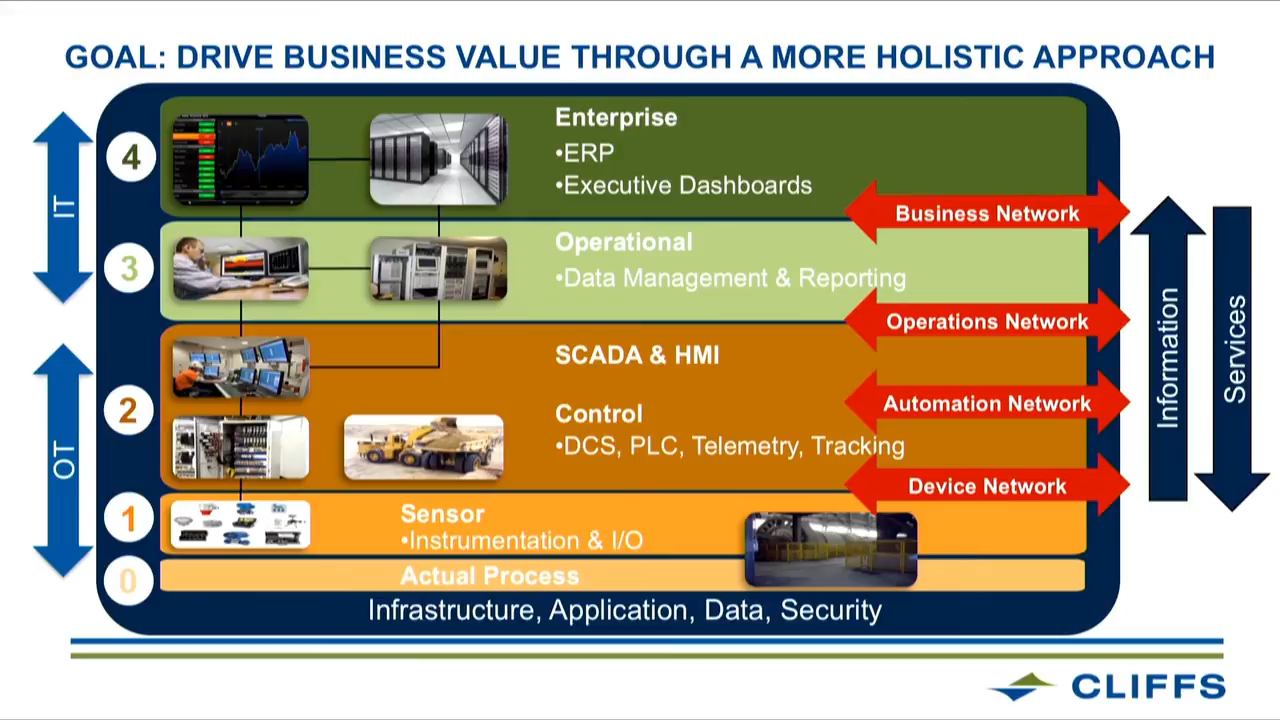 GOAL: DRIVE BUSINESS VALUE THROUGH A MORE HOLISTIC APPROACH
IT
4
Enterprise
•ERP
•Executive Dashboards
Business Network
3
Operational
•Data Management & Reporting
Operations Network
OT
2
SCADA & HMI
Automation Network
Control
•DCS, PLC, Telemetry, Tracking
Device Network
1
Sensor
•Instrumentation & I/O
0
Actual Process
Infrastructure, Application, Data, Security
Information
Services
CLIFFS